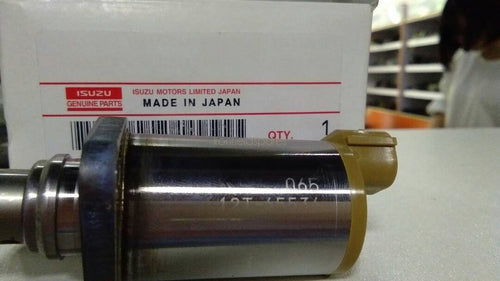 ISUZU
GENUINE PARTS
ISUZU MOTORS LIMITED JAPAN
MADE IN JAPAN
QTY. 1
065